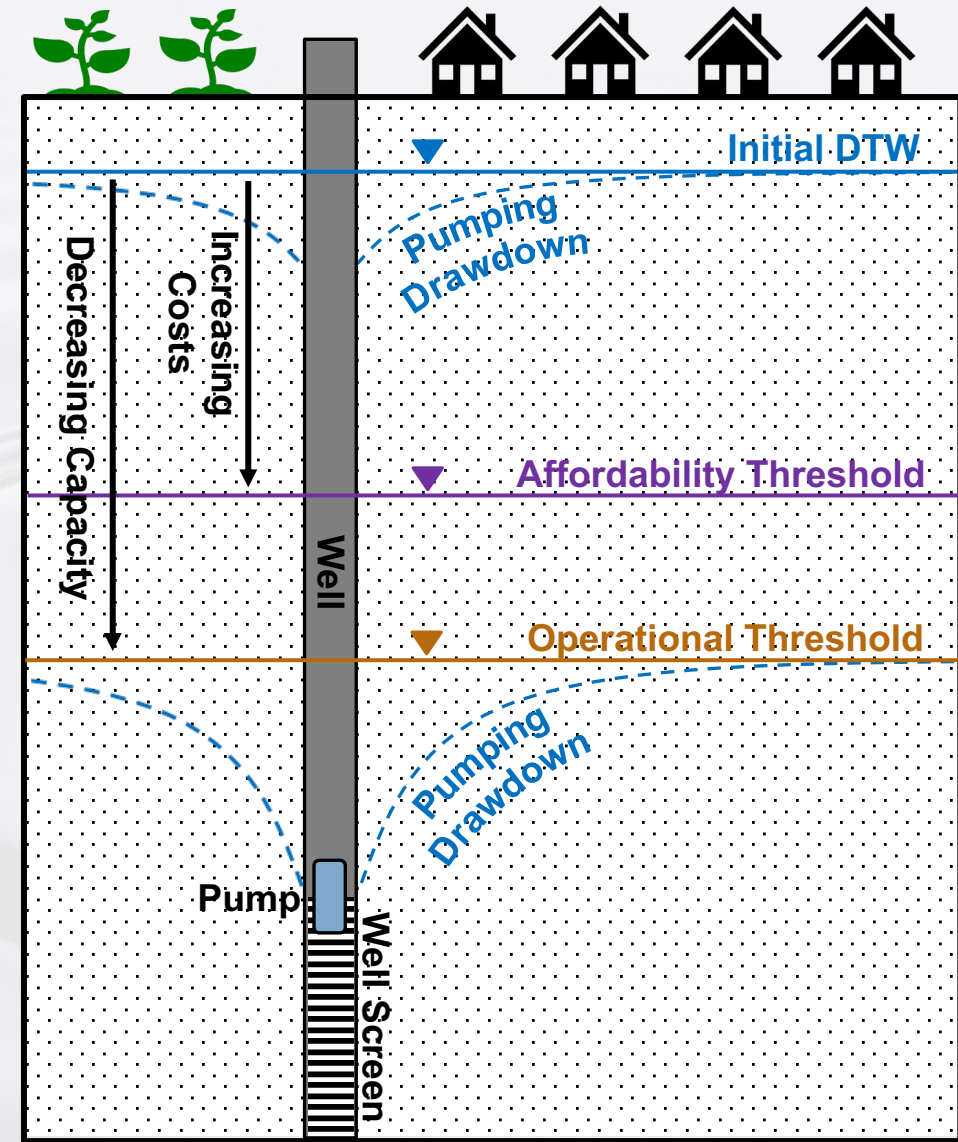 Initial DTW
Pumping
Drawdown
Increasing
Costs
Decreasing Capacity
Affordability Threshold
Well
Operational Threshold
Pumping
Drawdown
Pump
Well Screen